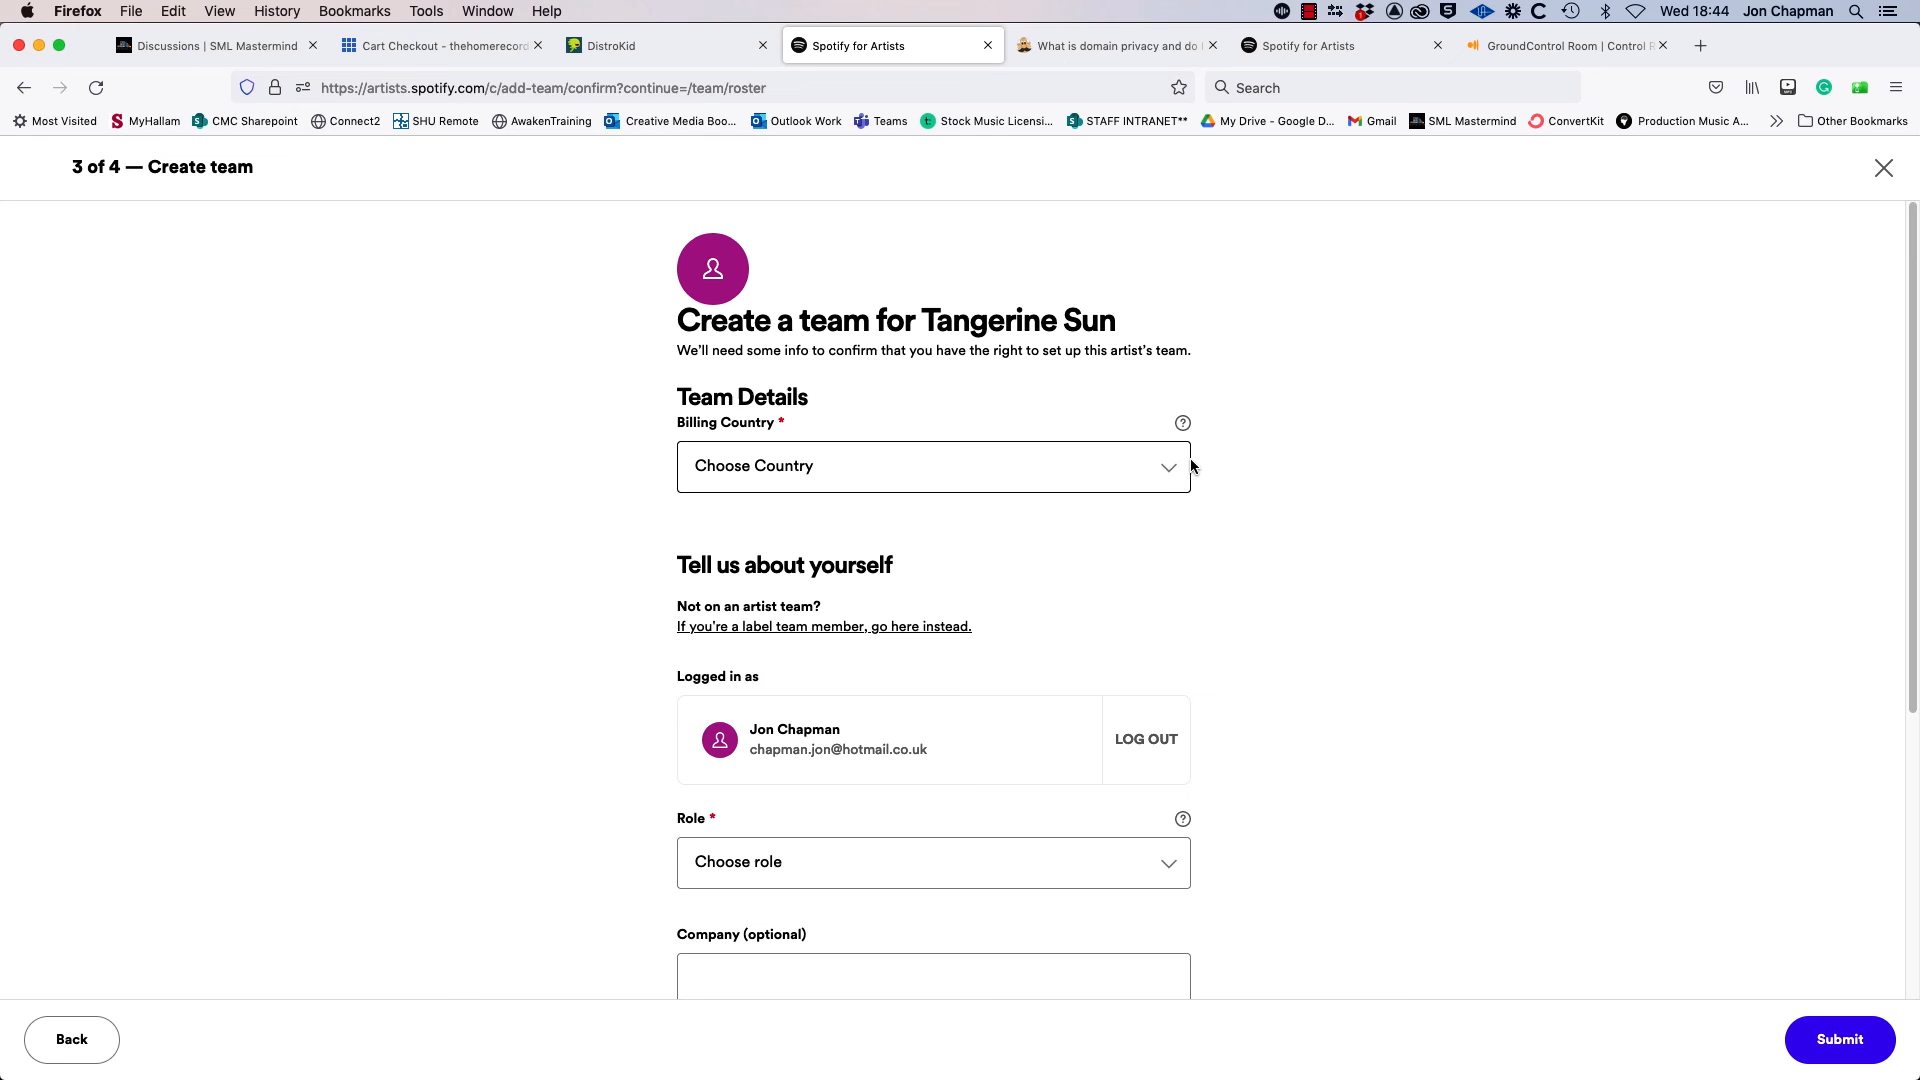 Firefox File Edit View History Bookmarks Tools Window Help
Wed 18:44 Jon Chapman
Discussions | SML Mastermind
Cart Checkout - thehomerecord
DistroKid
Spotify for Artists
What is domain privacy and do
Spotify for Artists
GroundControl Room | Control R
https://artists.spotify.com/c/add-team/confirm?continue=/team/roster
Search
Most Visited
MyHallam
CMC Sharepoint
Connect2
SHU Remote
AwakenTraining
Creative Media Boo...
Outlook Work
Teams
Stock Music Licensi...
STAFF INTRANET**
My Drive - Google D...
Gmail
SML Mastermind
ConvertKit
Production Music A...
Other Bookmarks
3 of 4 — Create team
Create a team for Tangerine Sun
We'll need some info to confirm that you have the right to set up this artist's team.
Team Details
Billing Country *
Choose Country
Tell us about yourself
Not on an artist team?
If you're a label team member, go here instead.
Logged in as
Jon Chapman
chapman.jon@hotmail.co.uk
LOG OUT
Role *
Choose role
Company (optional)
Back
Submit